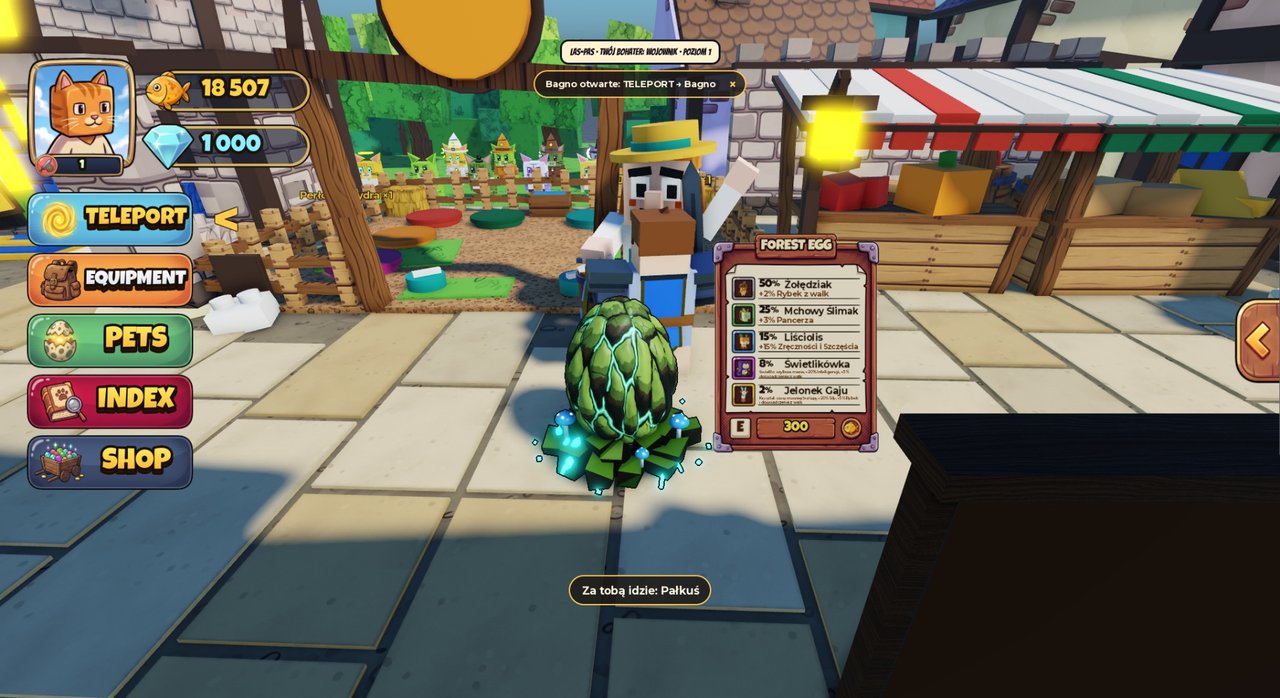 LAS-PAS · TWÓJ BOHATER: WOJOWNIK · POZIOM 1
Bagno otwarte: TELEPORT → Bagno ×
18 507
1 000
1
TELEPORT <
EQUIPMENT
PETS
INDEX
SHOP
FOREST EGG
50% Żołędziak
+2% Rybek z walk
25% Mchowy Ślimak
+3% Pancerza
15% Liściolis
+15% Zręczności i Szczęścia
8% Świetlikówka
2% Jelonek Gaju
E 300
Za tobą idzie: Pałkuś